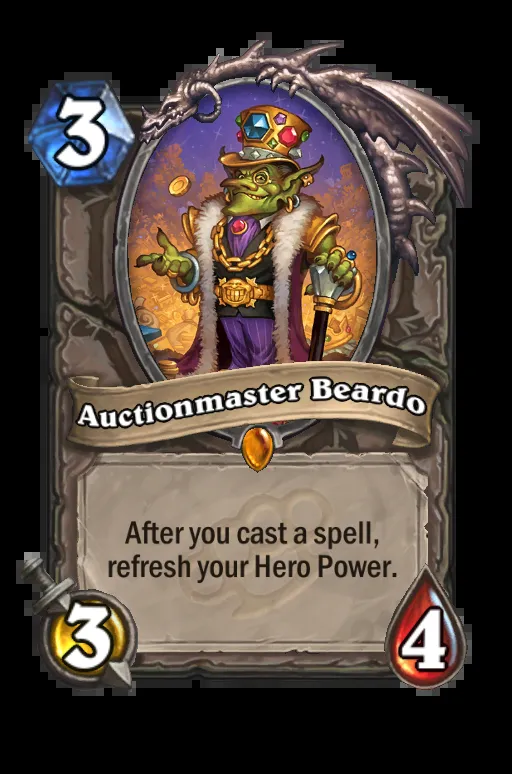 3
Auctionmaster Beardo
After you cast a spell,
refresh your Hero Power.
3
4